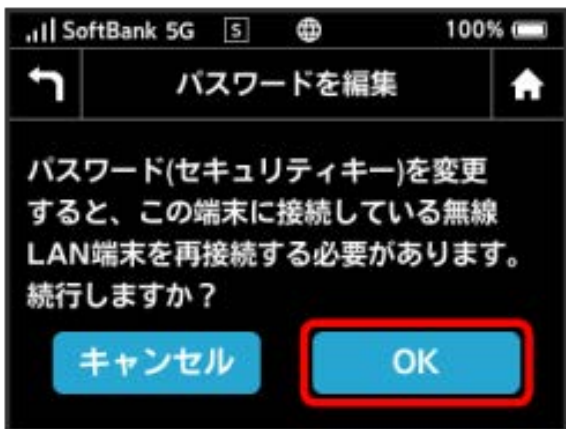 SoftBank 5G S 100%
パスワードを編集
パスワード(セキュリティキー)を変更
すると、この端末に接続している無線
LAN端末を再接続する必要があります。
続行しますか？
キャンセル OK